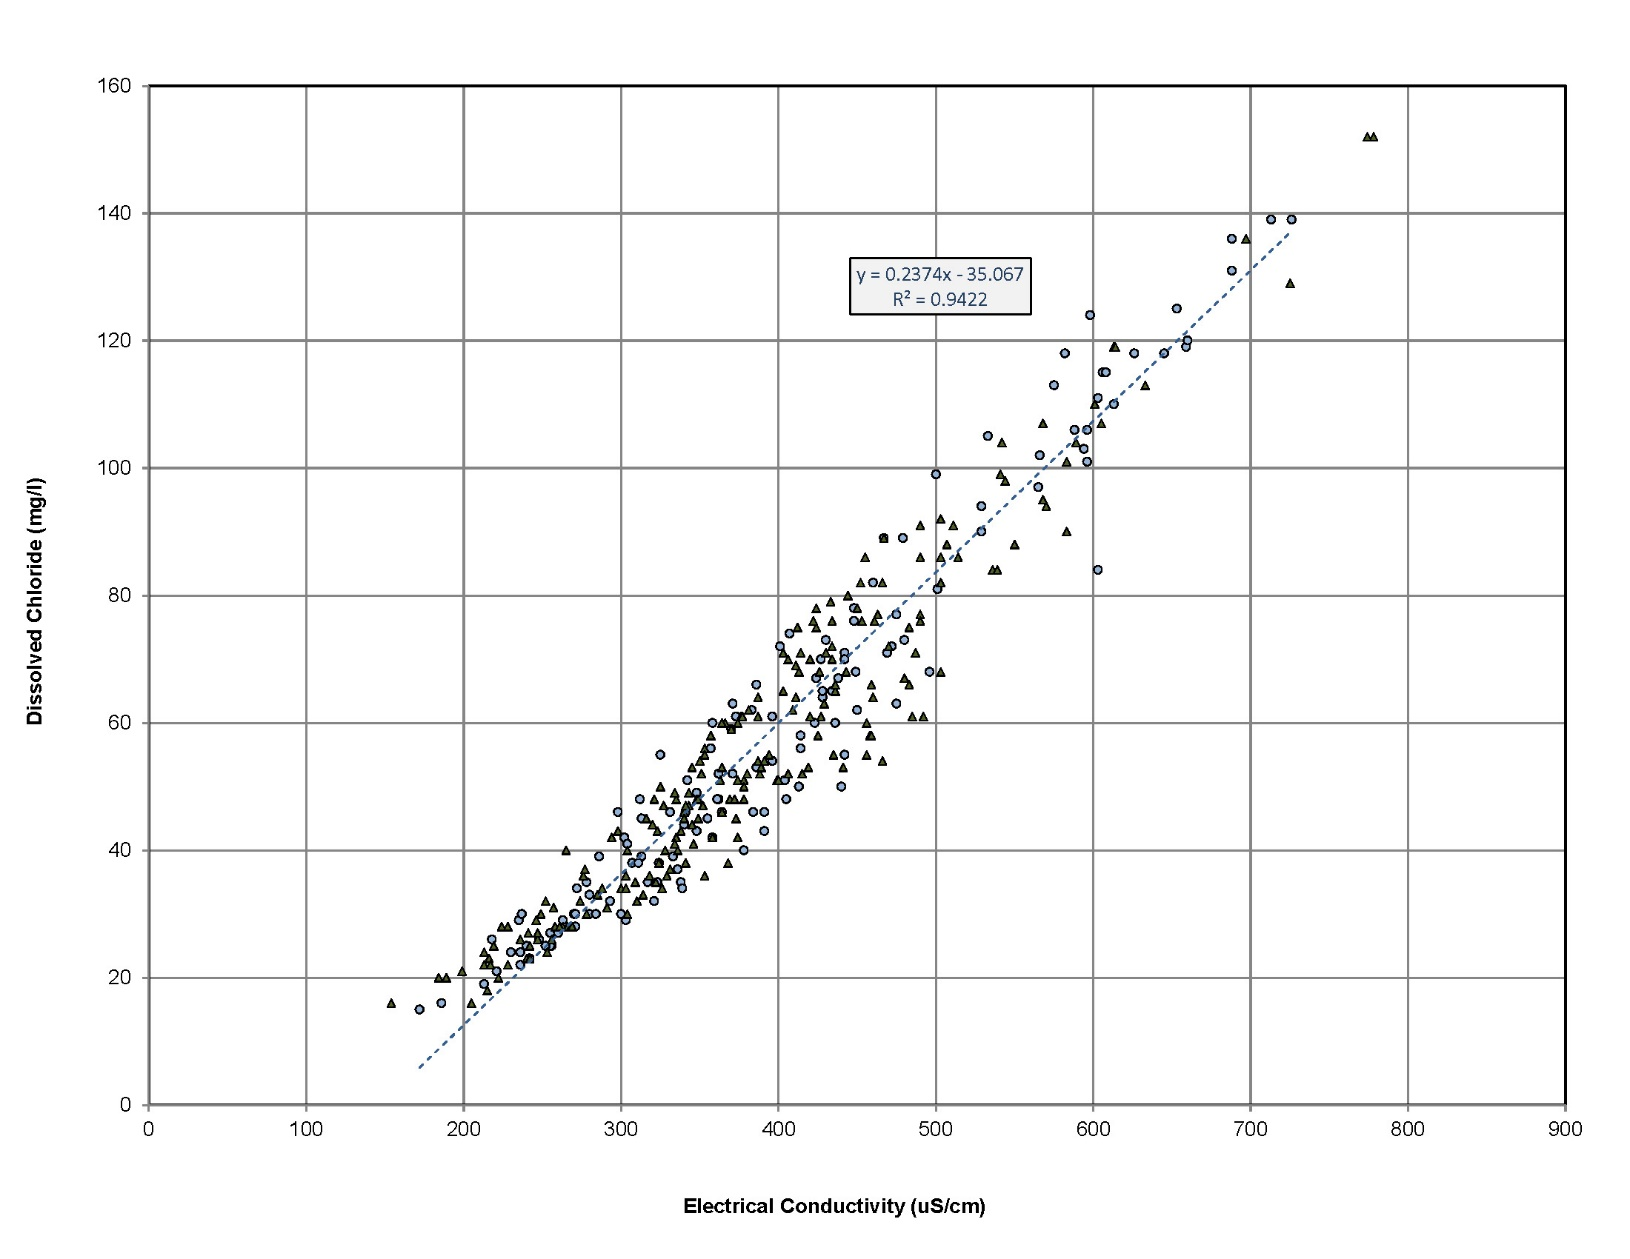 160
140
y = 0.2374x - 35.067
R² = 0.9422
120
100
80
60
40
20
0
0 100 200 300 400 500 600 700 800 900
Dissolved Chloride (mg/l)
Electrical Conductivity (uS/cm)